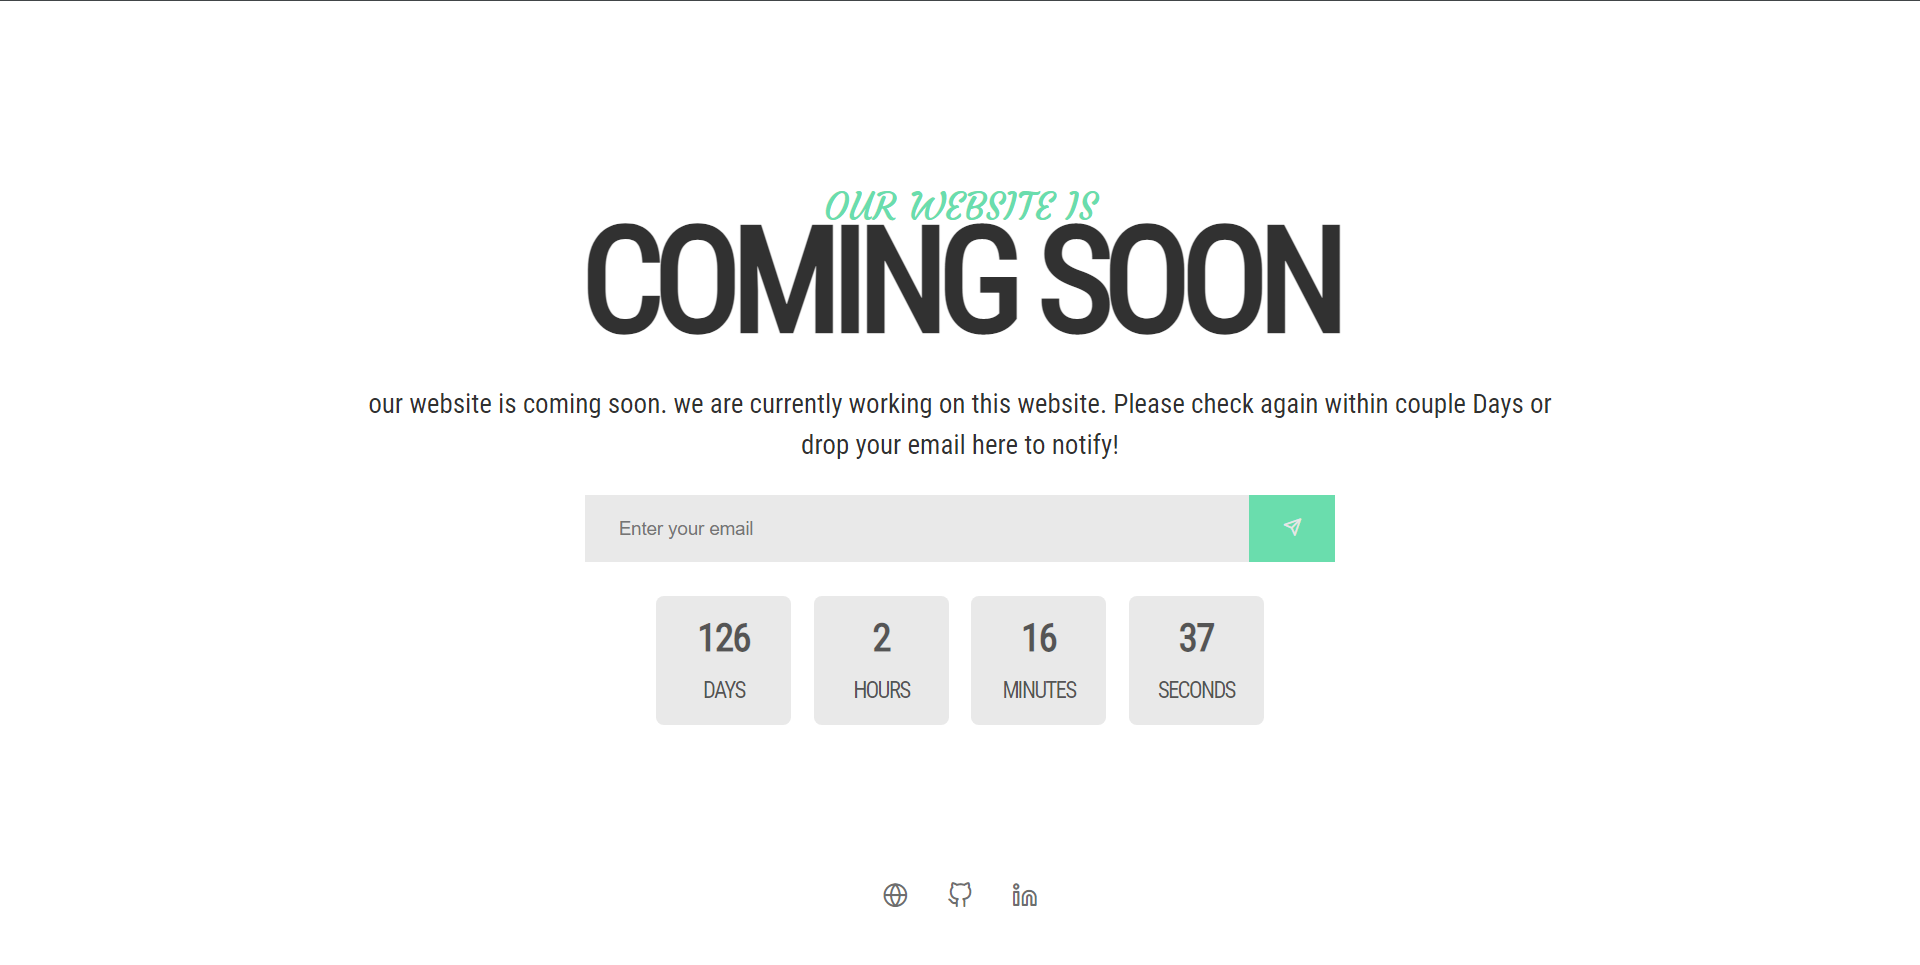 OUR WEBSITE IS
COMING SOON
our website is coming soon. we are currently working on this website. Please check again within couple Days or
drop your email here to notify!
Enter your email
126 2 16 37
DAYS HOURS MINUTES SECONDS